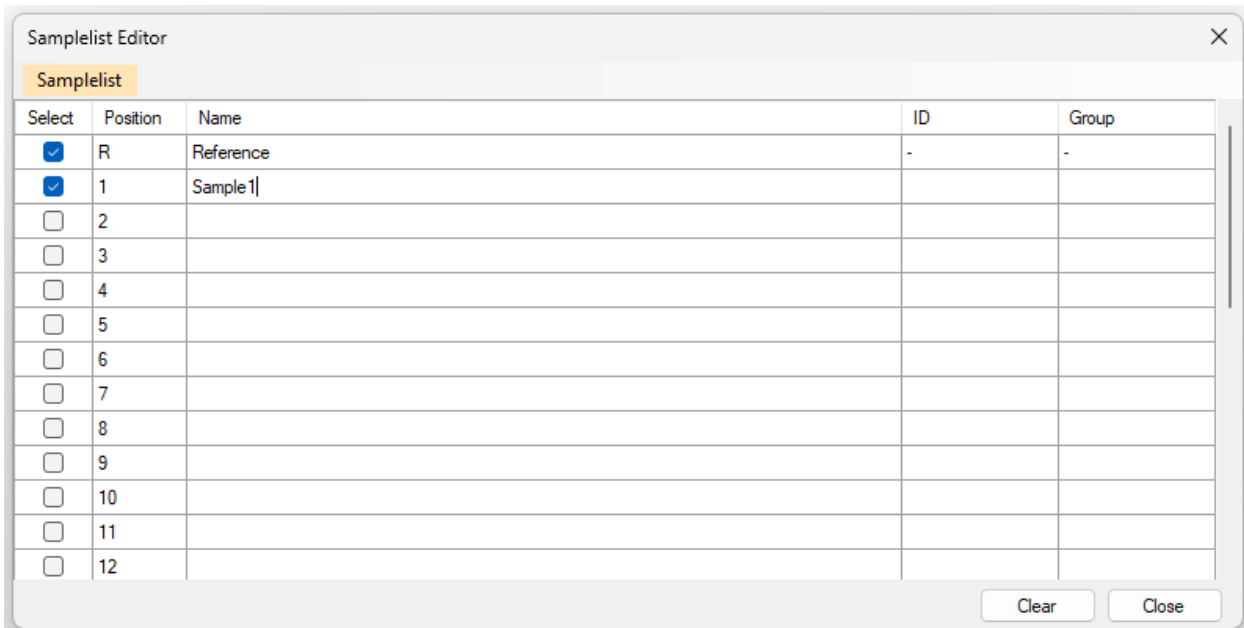 Samplelist Editor
Samplelist
Select Position Name ID Group
R Reference - -
1 Sample1
2
3
4
5
6
7
8
9
10
11
12
Clear Close